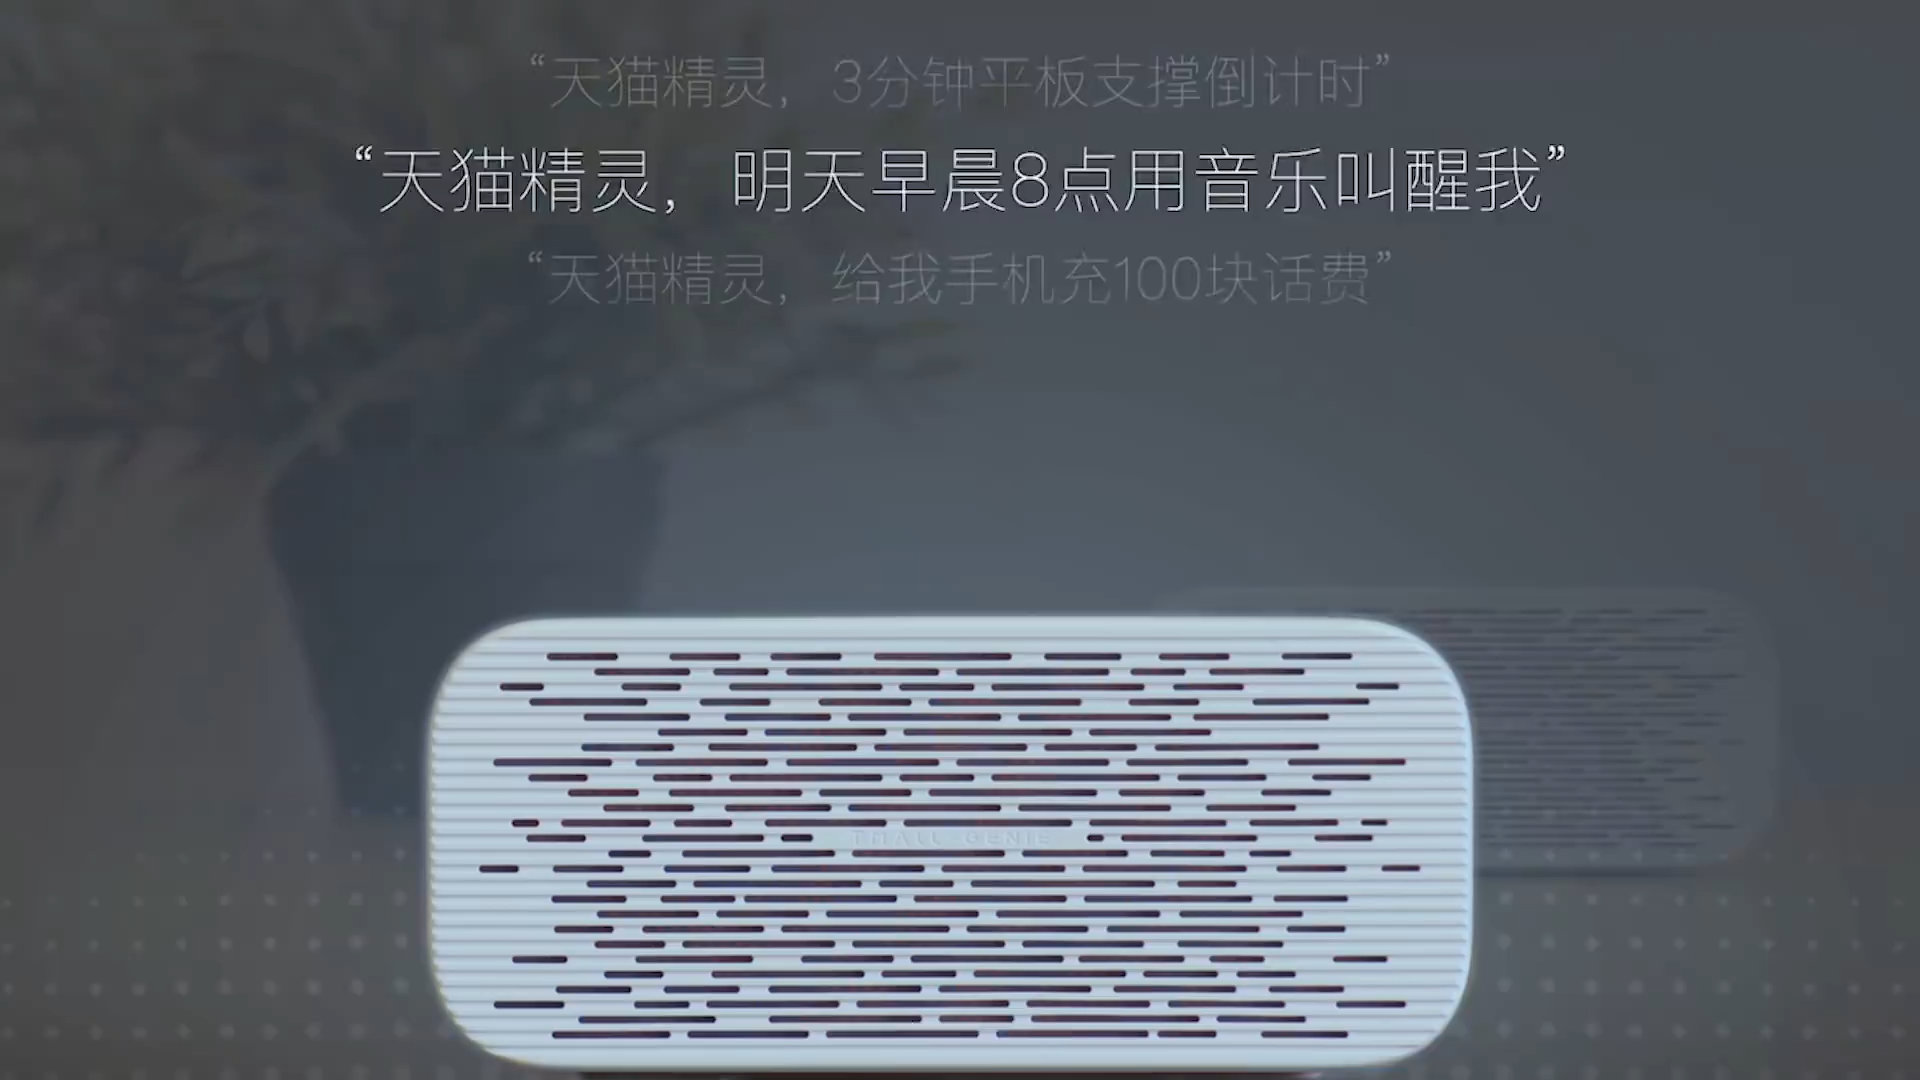 “天猫精灵，3分钟平板支撑倒计时”
“天猫精灵，明天早晨8点用音乐叫醒我”
“天猫精灵，给我手机充100块话费”
TMALL GENIE